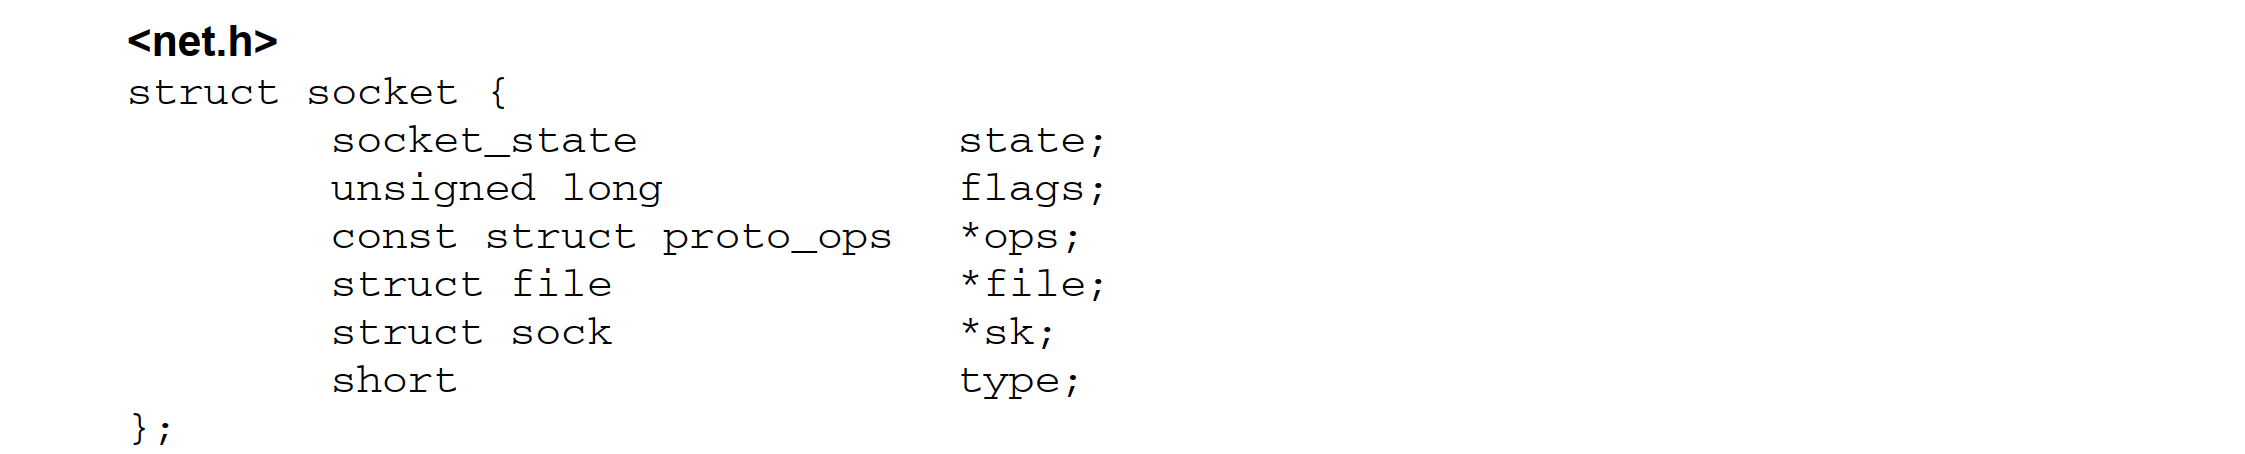 <net.h>
struct socket {
socket_state state;
unsigned long flags;
const struct proto_ops *ops;
struct file *file;
struct sock *sk;
short type;
};